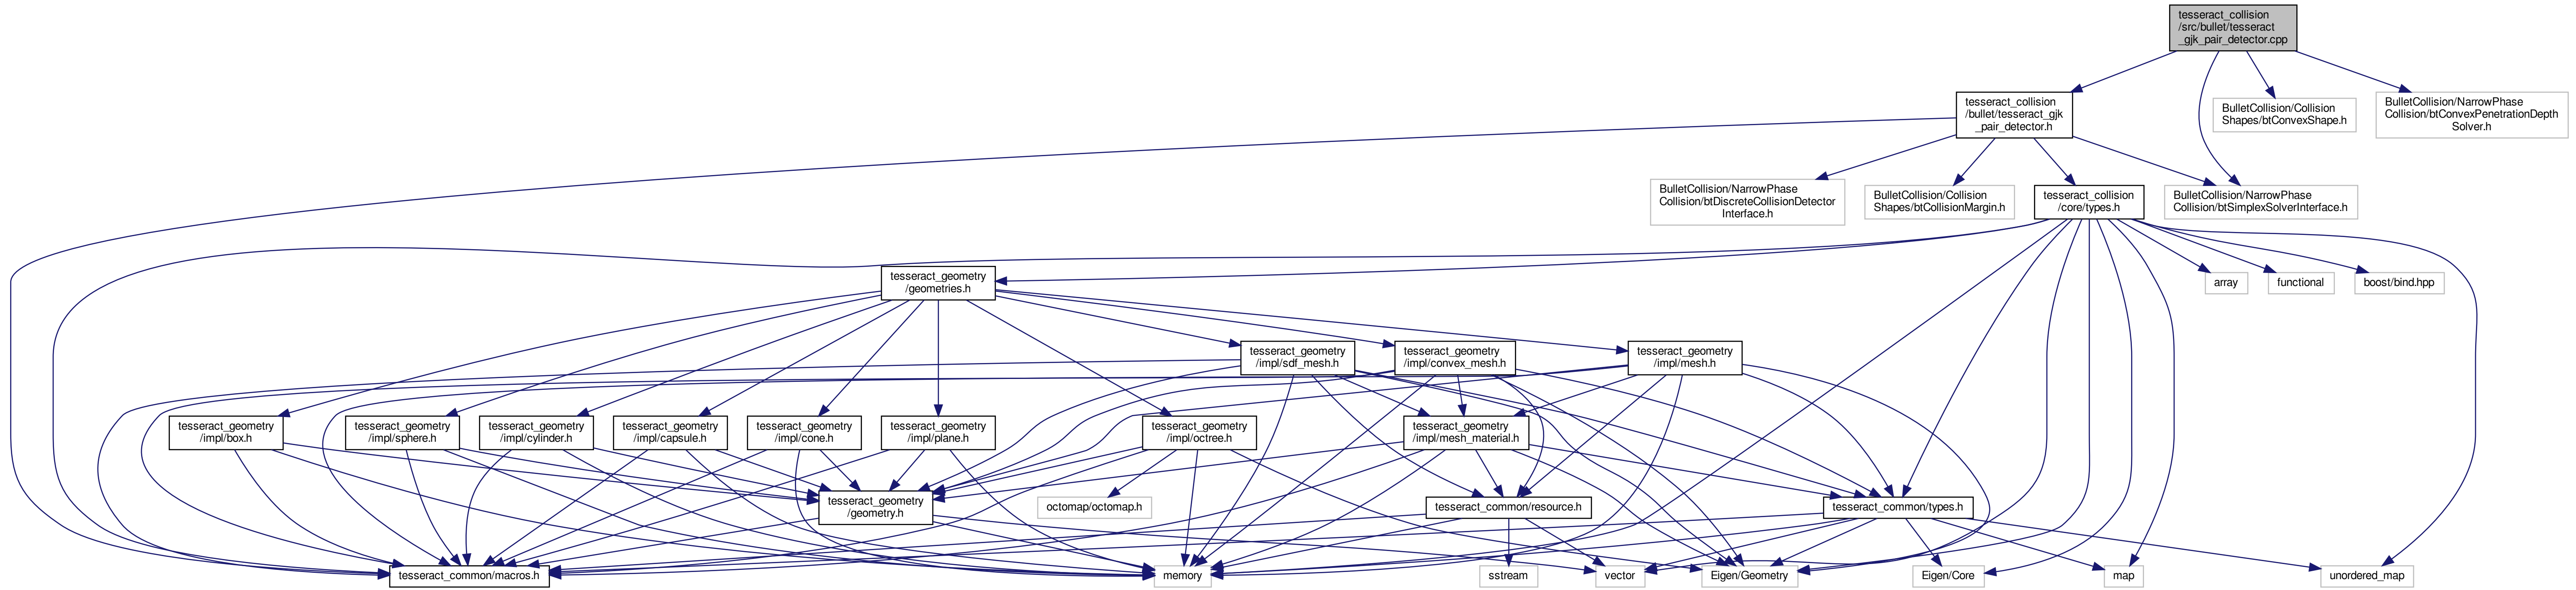 tesseract_collision
/src/bullet/tesseract
_gjk_pair_detector.cpp
tesseract_collision
/bullet/tesseract_gjk
_pair_detector.h
BulletCollision/Collision
Shapes/btConvexShape.h
BulletCollision/NarrowPhase
Collision/btConvexPenetrationDepth
Solver.h
BulletCollision/NarrowPhase
Collision/btDiscreteCollisionDetector
Interface.h
BulletCollision/Collision
Shapes/btCollisionMargin.h
tesseract_collision
/core/types.h
BulletCollision/NarrowPhase
Collision/btSimplexSolverInterface.h
tesseract_geometry
/geometries.h
array
functional
boost/bind.hpp
tesseract_geometry
/impl/sdf_mesh.h
tesseract_geometry
/impl/convex_mesh.h
tesseract_geometry
/impl/mesh.h
tesseract_geometry
/impl/box.h
tesseract_geometry
/impl/sphere.h
tesseract_geometry
/impl/cylinder.h
tesseract_geometry
/impl/capsule.h
tesseract_geometry
/impl/cone.h
tesseract_geometry
/impl/plane.h
tesseract_geometry
/impl/octree.h
tesseract_geometry
/impl/mesh_material.h
tesseract_geometry
/geometry.h
octomap/octomap.h
tesseract_common/resource.h
tesseract_common/types.h
tesseract_common/macros.h
memory
sstream
vector
Eigen/Geometry
Eigen/Core
map
unordered_map